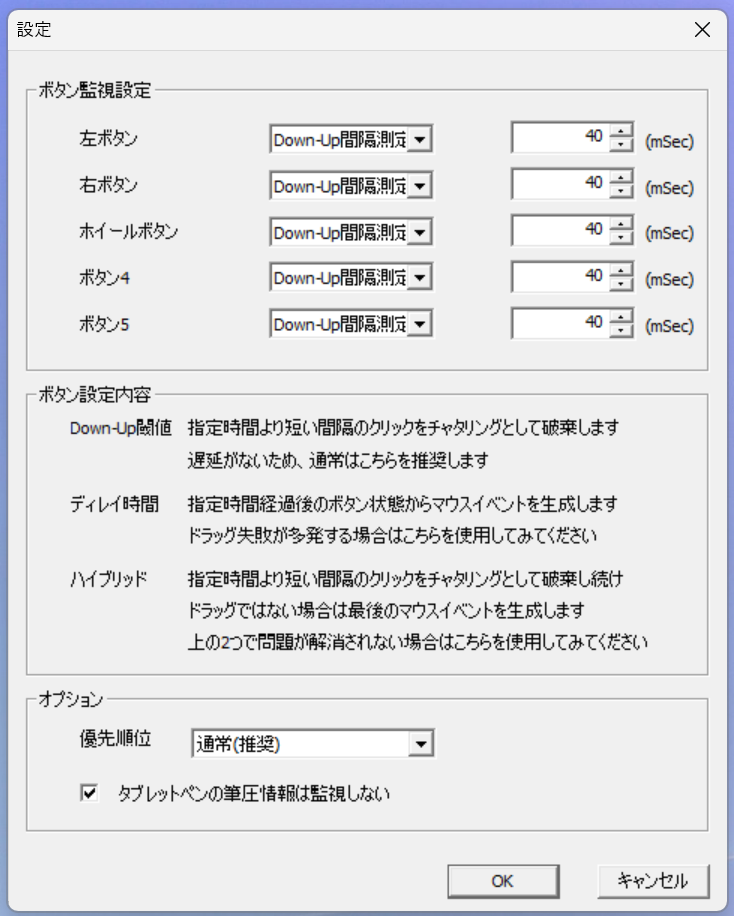 設定
ボタン監視設定
左ボタン Down-Up間隔測定 40 (mSec)
右ボタン Down-Up間隔測定 40 (mSec)
ホイールボタン Down-Up間隔測定 40 (mSec)
ボタン4 Down-Up間隔測定 40 (mSec)
ボタン5 Down-Up間隔測定 40 (mSec)
ボタン設定内容
Down-Up閾値 指定時間より短い間隔のクリックをチャタリングとして破棄します
遅延がないため、通常はこちらを推奨します
ディレイ時間 指定時間経過後のボタン状態からマウスイベントを生成します
ドラッグ失敗が多発する場合はこちらを使用してみてください
ハイブリッド 指定時間より短い間隔のクリックをチャタリングとして破棄し続け
ドラッグではない場合は最後のマウスイベントを生成します
上の2つで問題が解消されない場合はこちらを使用してみてください
オプション
優先順位 通常(推奨)
タブレットペンの筆圧情報は監視しない
OK キャンセル